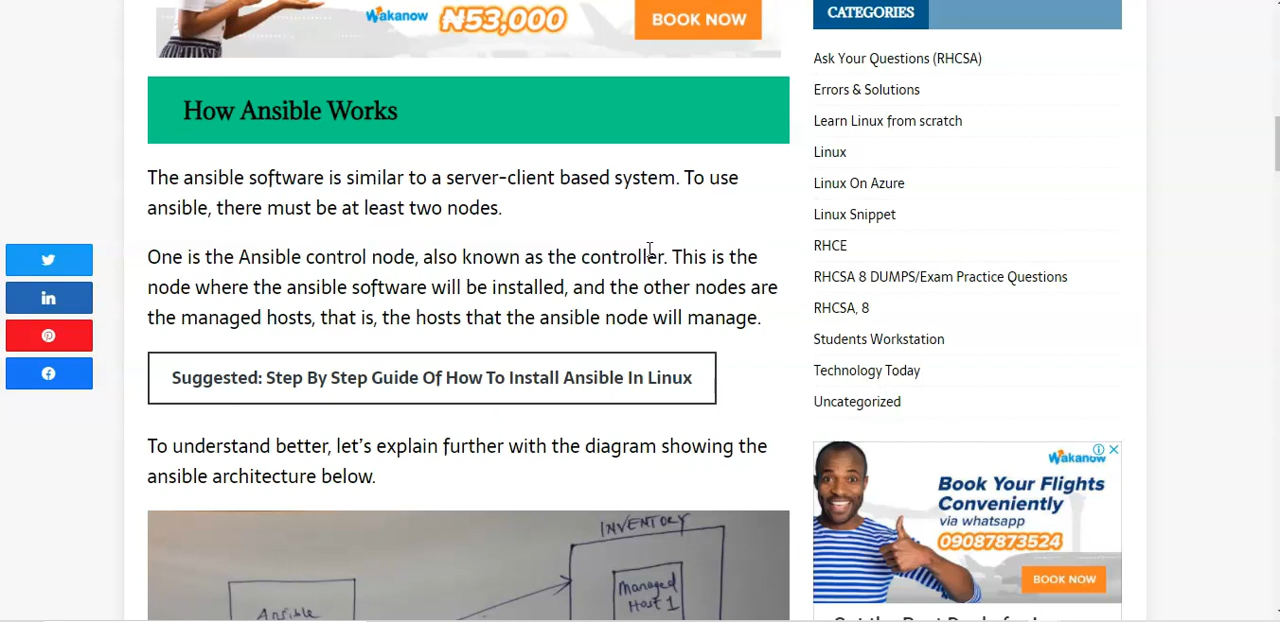 Wakanow
₦53,000
BOOK NOW
How Ansible Works
The ansible software is similar to a server-client based system. To use
ansible, there must be at least two nodes.
One is the Ansible control node, also known as the controller. This is the
node where the ansible software will be installed, and the other nodes are
the managed hosts, that is, the hosts that the ansible node will manage.
Suggested: Step By Step Guide Of How To Install Ansible In Linux
To understand better, let's explain further with the diagram showing the
ansible architecture below.
INVENTORY
Managed
Host 1
Ansible
CATEGORIES
Ask Your Questions (RHCSA)
Errors & Solutions
Learn Linux from scratch
Linux
Linux On Azure
Linux Snippet
RHCE
RHCSA 8 DUMPS/Exam Practice Questions
RHCSA, 8
Students Workstation
Technology Today
Uncategorized
Wakanow
Book Your Flights
Conveniently
via whatsapp
09087873524
BOOK NOW